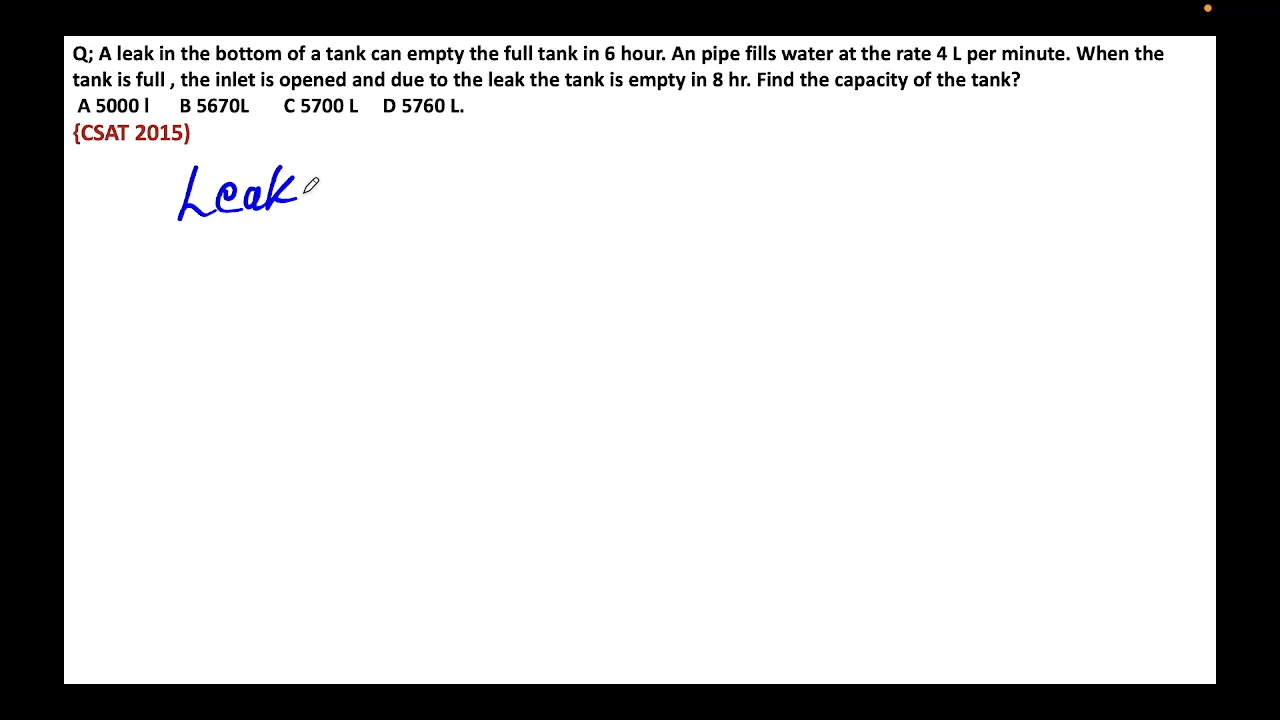 Q; A leak in the bottom of a tank can empty the full tank in 6 hour. An pipe fills water at the rate 4 L per minute. When the
tank is full , the inlet is opened and due to the leak the tank is empty in 8 hr. Find the capacity of the tank?
A 5000 l B 5670L C 5700 L D 5760 L.
{CSAT 2015)
Leak